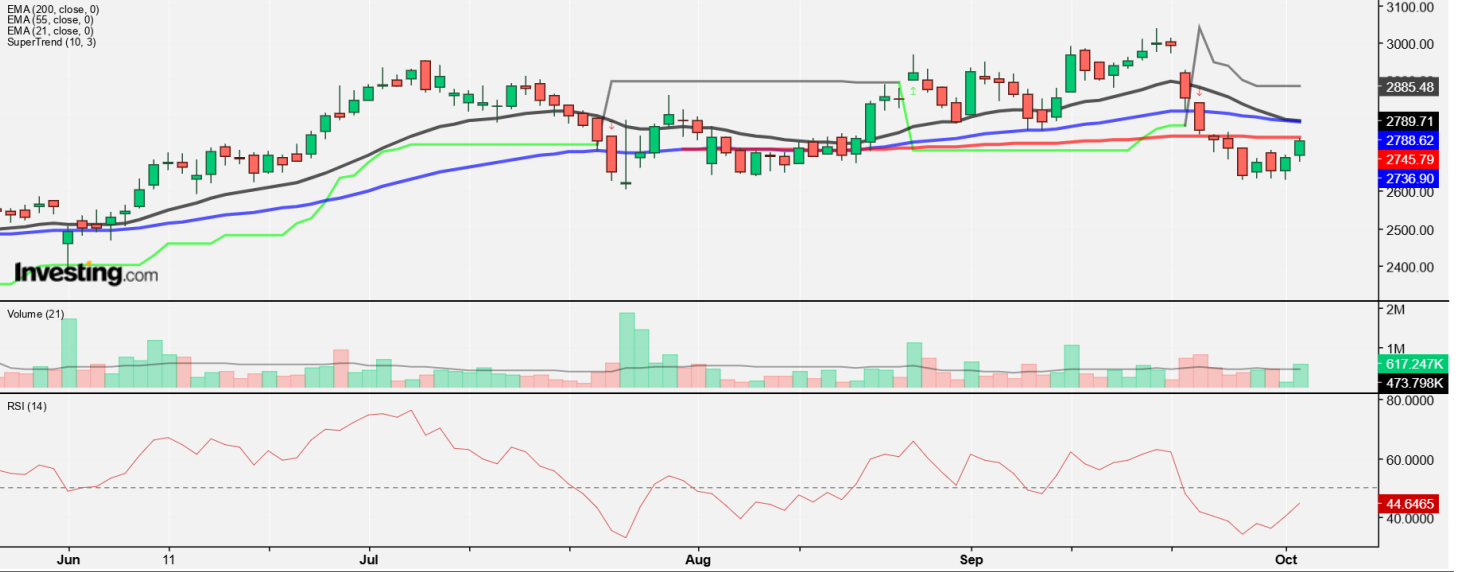 EMA (200, close, 0)
EMA (55, close, 0)
EMA (21, close, 0)
SuperTrend (10, 3)
3100.00
3000.00
2885.48
2789.71
2788.62
2745.79
2736.90
2600.00
2500.00
2400.00
Investing.com
Volume (21)
2M
1M
617.247K
473.798K
RSI (14)
80.0000
60.0000
44.6465
40.0000
Jun 11 Jul Aug Sep Oct